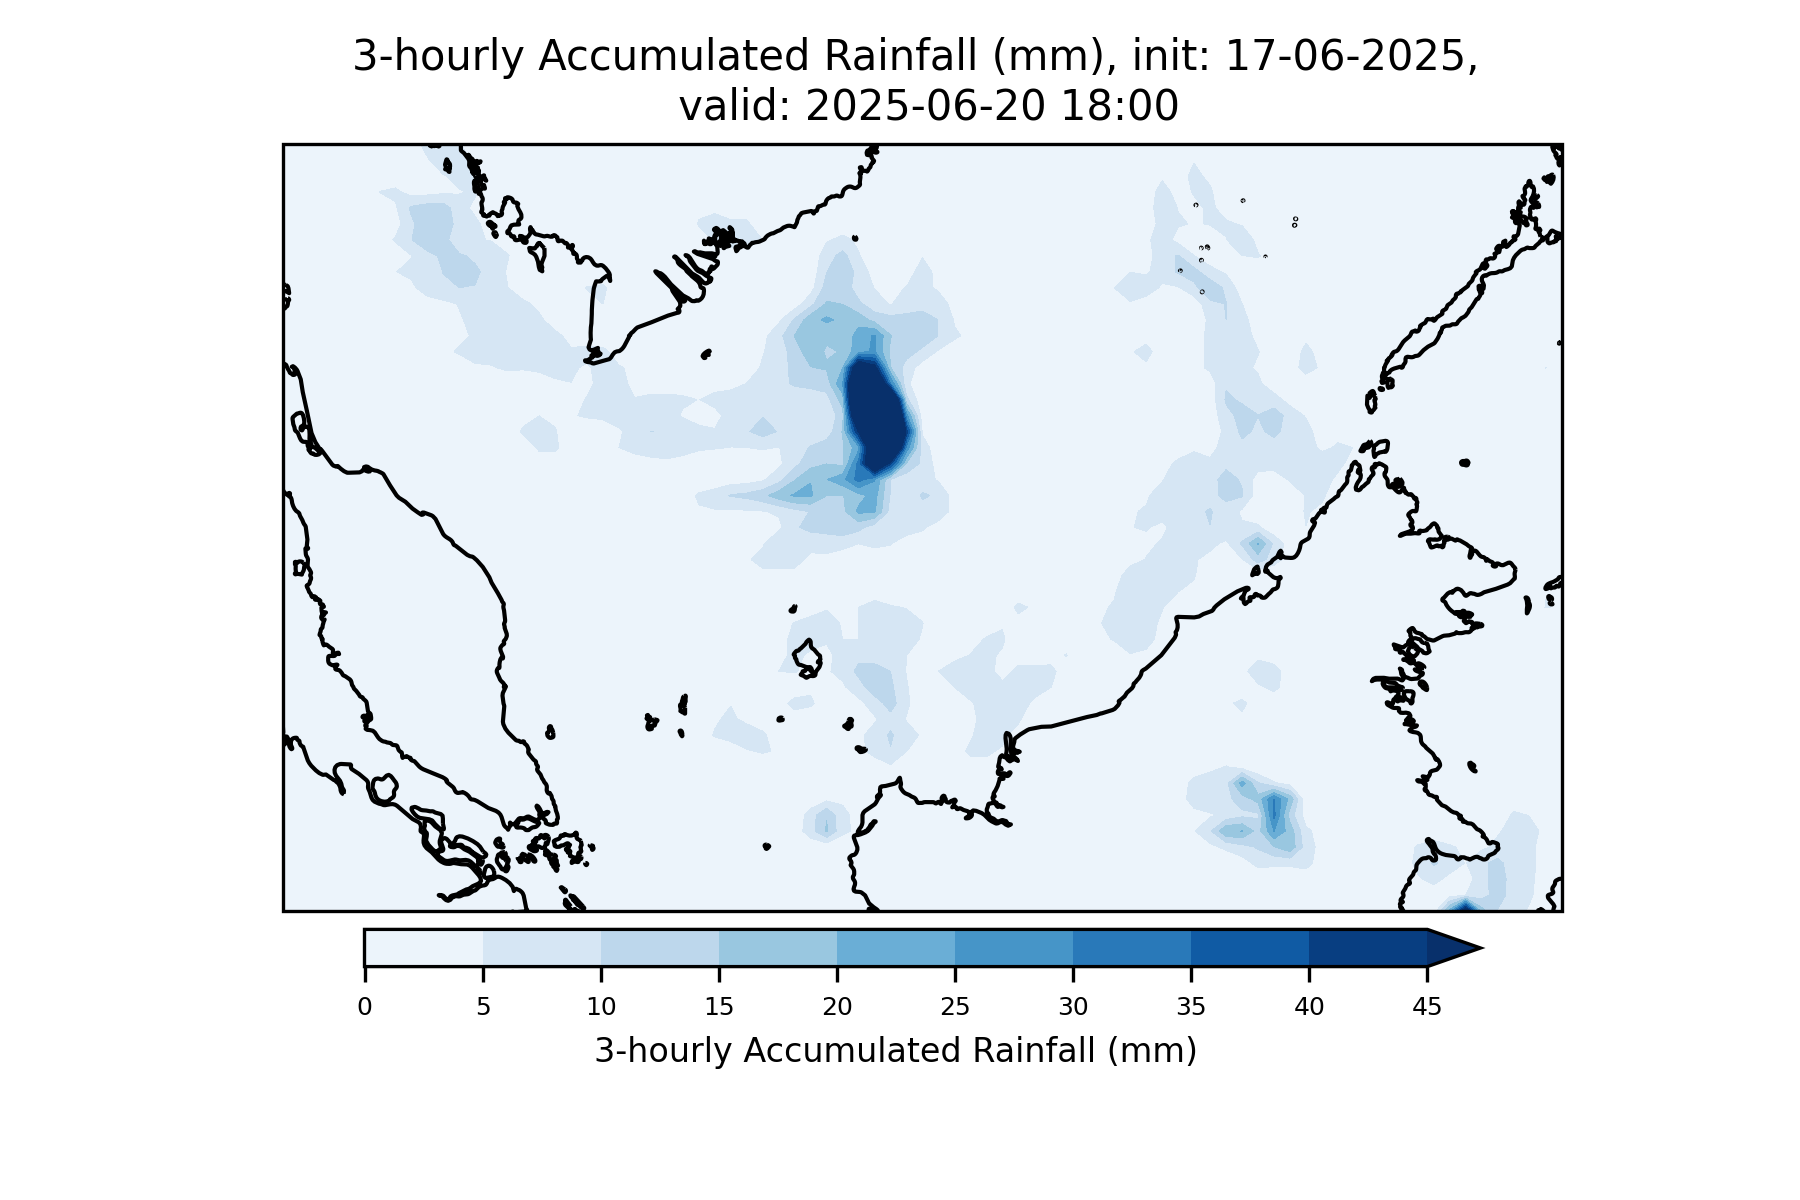 3-hourly Accumulated Rainfall (mm), init: 17-06-2025,
valid: 2025-06-20 18:00
0 5 10 15 20 25 30 35 40 45
3-hourly Accumulated Rainfall (mm)